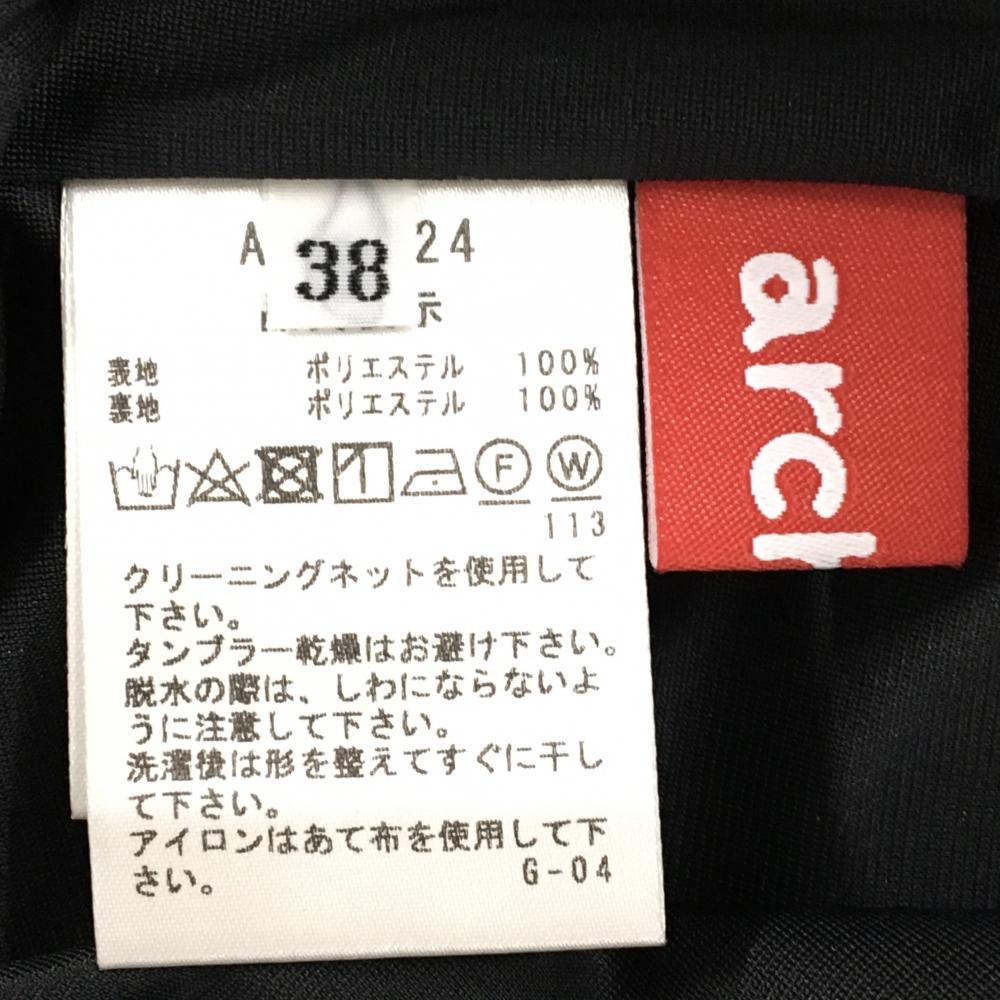 A 38 24
示
表地 ポリエステル 100%
裏地 ポリエステル 100%
F W
113
クリーニングネットを使用して
下さい。
タンブラー乾燥はお避け下さい。
脱水の際は、しわにならないよ
うに注意して下さい。
洗濯後は形を整えてすぐに干し
て下さい。
アイロンはあて布を使用して下
さい。 G-04
arch